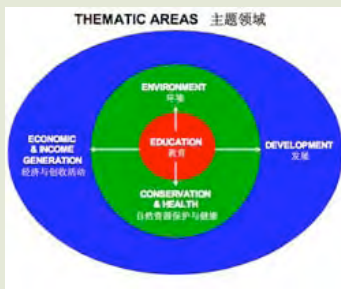 THEMATIC AREAS 主题领域
ENVIRONMENT
环境
ECONOMIC
& INCOME
GENERATION
经济与创收活动
EDUCATION
教育
DEVELOPMENT
发展
CONSERVATION
& HEALTH
自然资源保护与健康